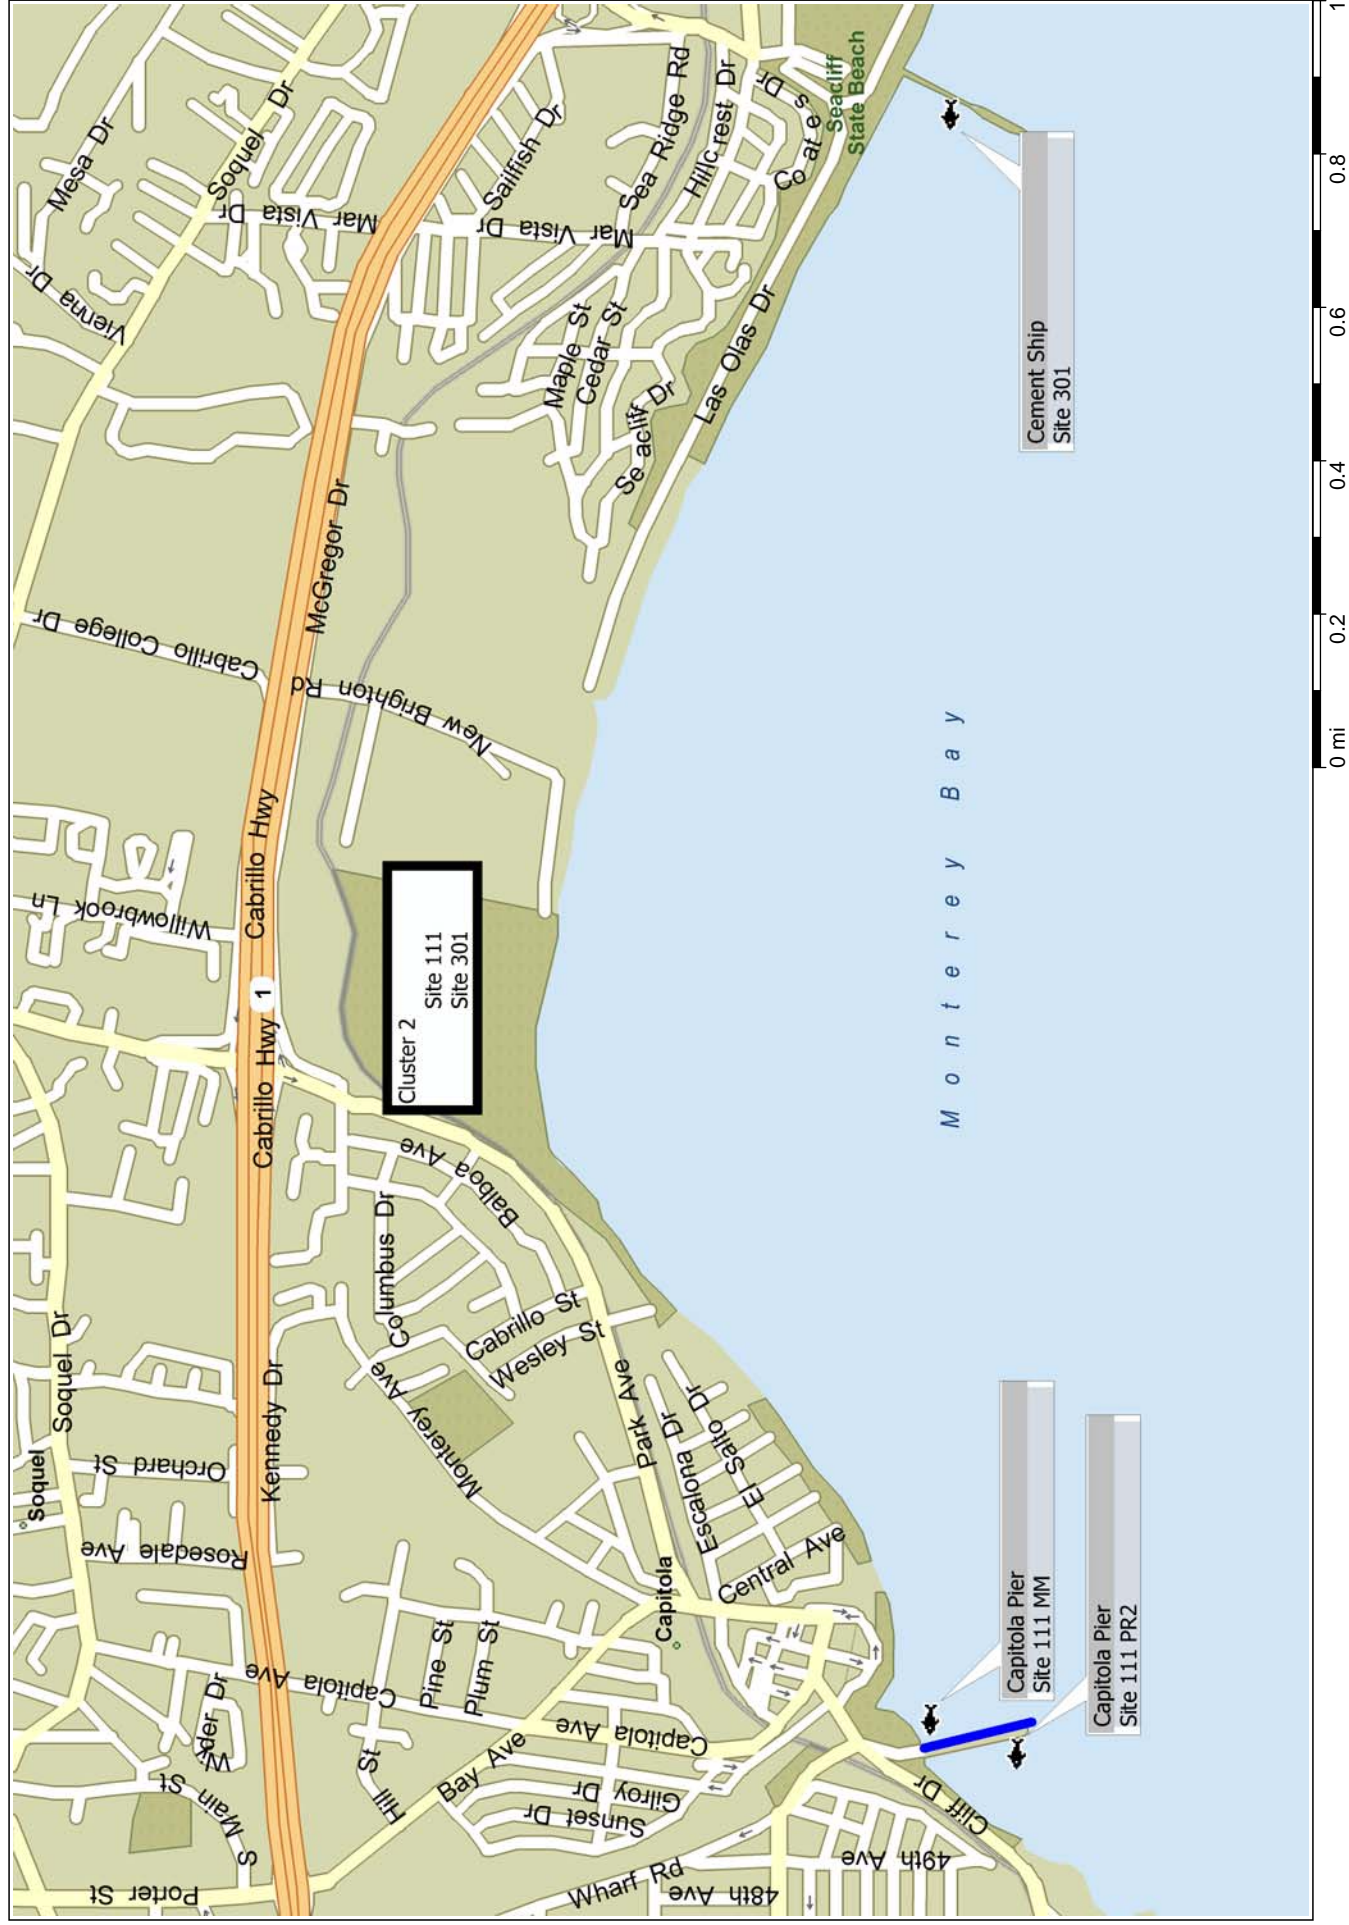 Soquel
Soquel Dr
Porter St
S Main St
Wyder Dr
Rosedale Ave
Orchard St
Kennedy Dr
Cabrillo Hwy
1
Cabrillo Hwy
Willowbrook Ln
Cabrillo College Dr
McGregor Dr
New Brighton Rd
Vienna Dr
Mesa Dr
Soquel Dr
Mar Vista Dr
Mar Vista Dr
Sailfish Dr
Sea Ridge Rd
Hillcrest Dr
Coates Dr
Seacliff
State Beach
Maple St
Cedar St
Seacliff Dr
Las Olas Dr
Hill St
Capitola Ave
Pine St
Plum St
Bay Ave
Capitola Ave
Gilroy Dr
Sunset Dr
Wharf Rd
48th Ave
49th Ave
Cliff Dr
Monterey Ave
Columbus Dr
Balboa Ave
Cabrillo St
Wesley St
Park Ave
Escalona Dr
El Salto Dr
Central Ave
Capitola
Cluster 2
Site 111
Site 301
Monterey Bay
Capitola Pier
Site 111 MM
Capitola Pier
Site 111 PR2
Cement Ship
Site 301
0 mi 0.2 0.4 0.6 0.8 1